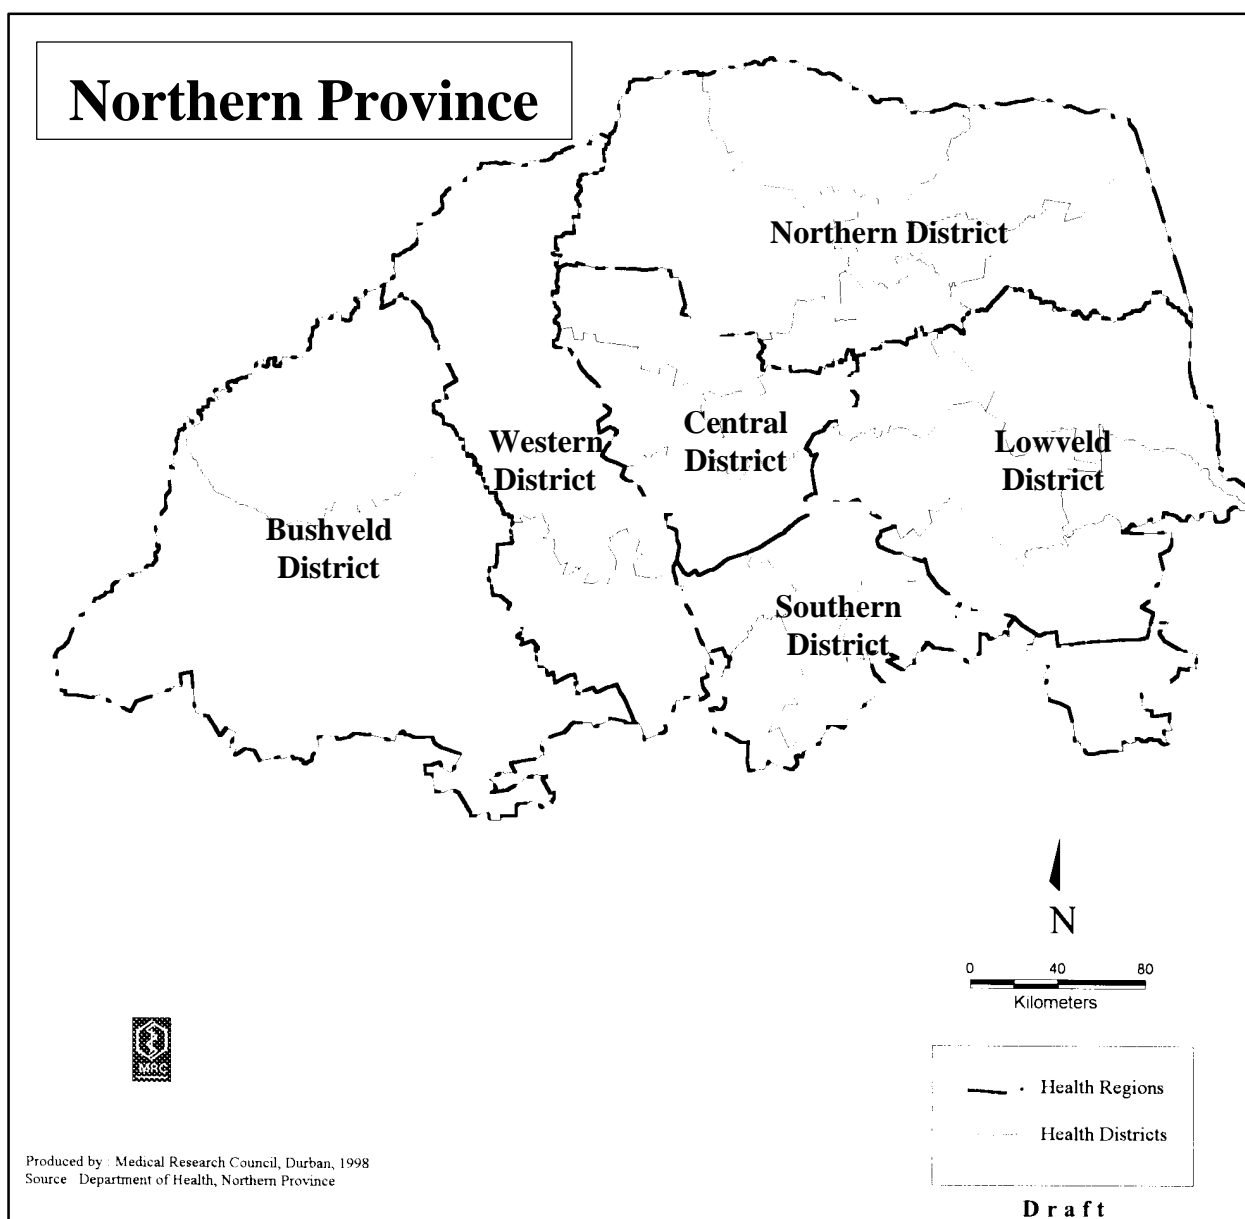 Northern Province
Northern District
Central
District
Western
District
Lowveld
District
Bushveld
District
Southern
District
N
0 40 80
Kilometers
MRC
Health Regions
Health Districts
Produced by : Medical Research Council, Durban, 1998
Source Department of Health, Northern Province
Draft